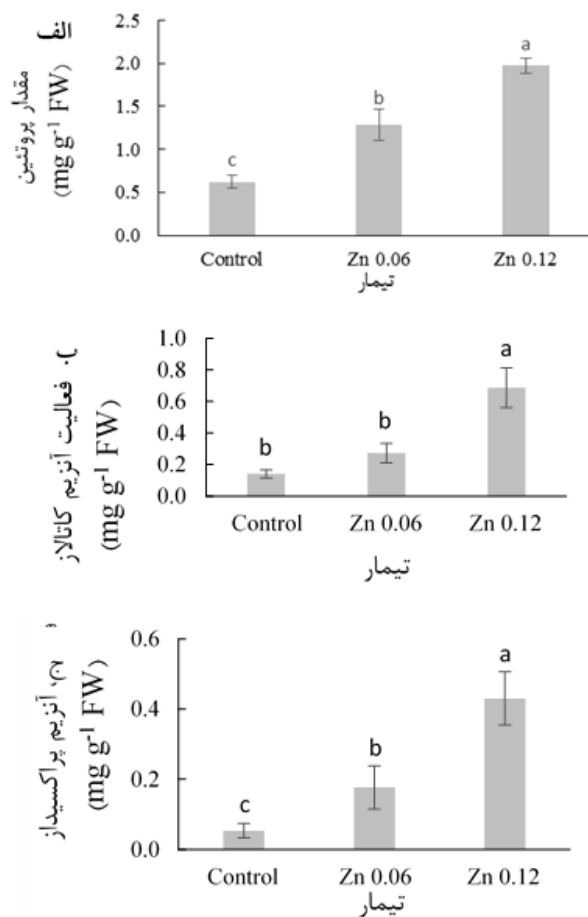 الف
مقدار پروتئین
(mg g⁻¹ FW)
2.5
2.0
1.5
1.0
0.5
0.0
c
b
a
Control Zn 0.06 Zn 0.12
تیمار
فعالیت آنزیم کاتالاز
(mg g⁻¹ FW)
1.0
0.8
0.6
0.4
0.2
0.0
b
b
a
Control Zn 0.06 Zn 0.12
تیمار
آنزیم پراکسیداز
(mg g⁻¹ FW)
0.6
0.4
0.2
0.0
c
b
a
Control Zn 0.06 Zn 0.12
تیمار